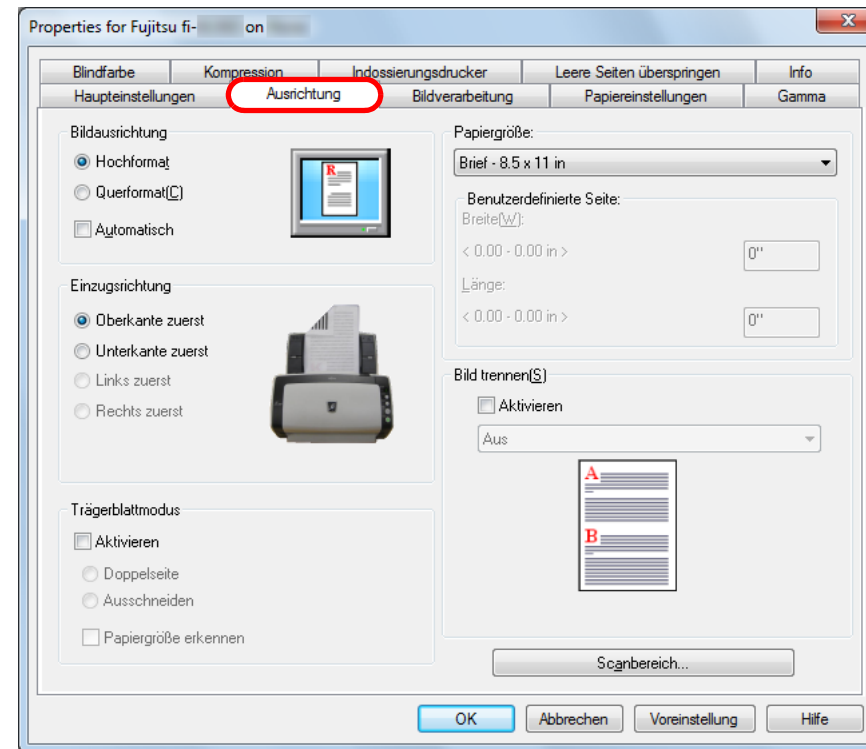 Properties for Fujitsu fi- on
Blindfarbe Kompression Indossierungsdrucker Leere Seiten überspringen Info
Haupteinstellungen Ausrichtung Bildverarbeitung Papiereinstellungen Gamma
Bildausrichtung
Hochformat
Querformat(C)
Automatisch
R
Einzugsrichtung
Oberkante zuerst
Unterkante zuerst
Links zuerst
Rechts zuerst
Trägerblattmodus
Aktivieren
Doppelseite
Ausschneiden
Papiergröße erkennen
Papiergröße:
Brief - 8.5 x 11 in
Benutzerdefinierte Seite:
Breite(W):
< 0.00 - 0.00 in > 0"
Länge:
< 0.00 - 0.00 in > 0"
Bild trennen(S)
Aktivieren
Aus
A
B
Scanbereich...
OK Abbrechen Voreinstellung Hilfe